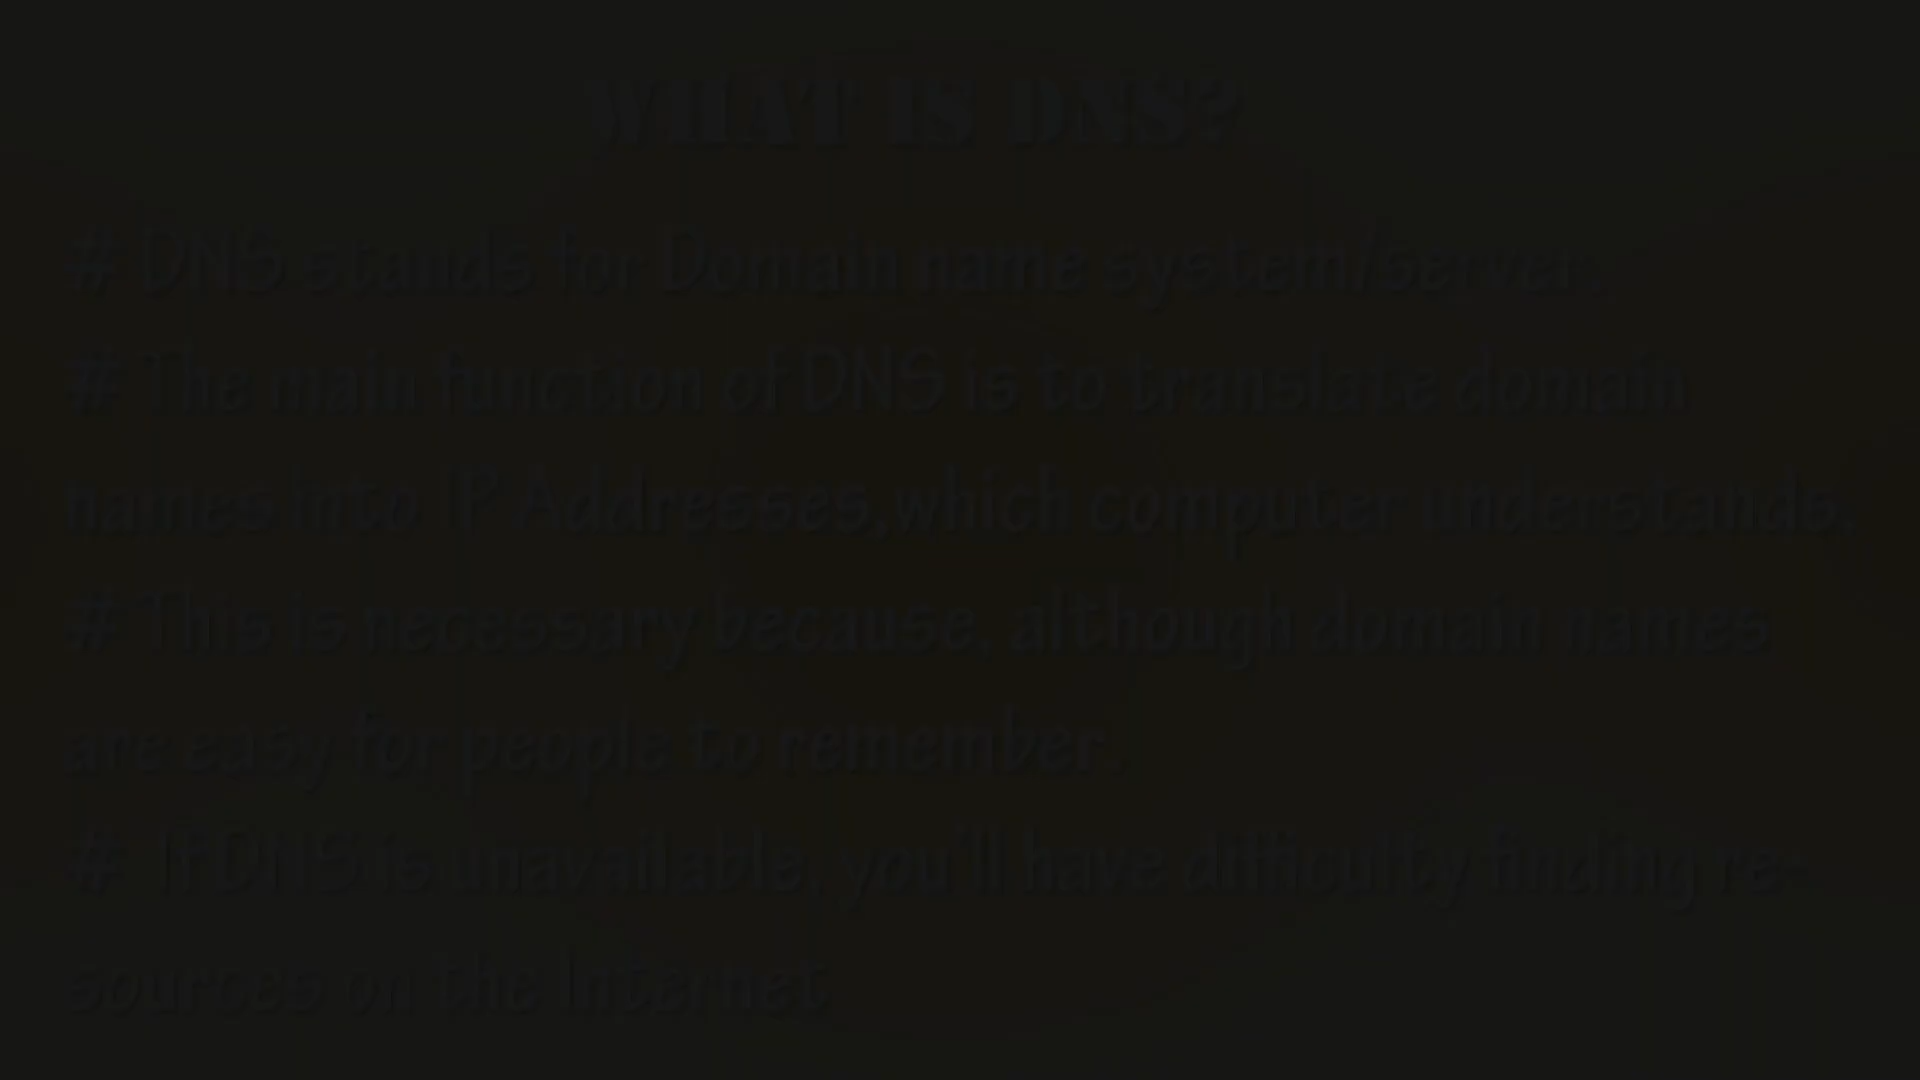 WHAT IS DNS?
# DNS stands for Domain name system/server.
# The main function of DNS is to translate domain
names into IP Addresses,which computer understands.
# This is necessary because, although domain names
are easy for people to remember.
# If DNS is unavailable, you'll have difficulty finding re-
sources on the Internet